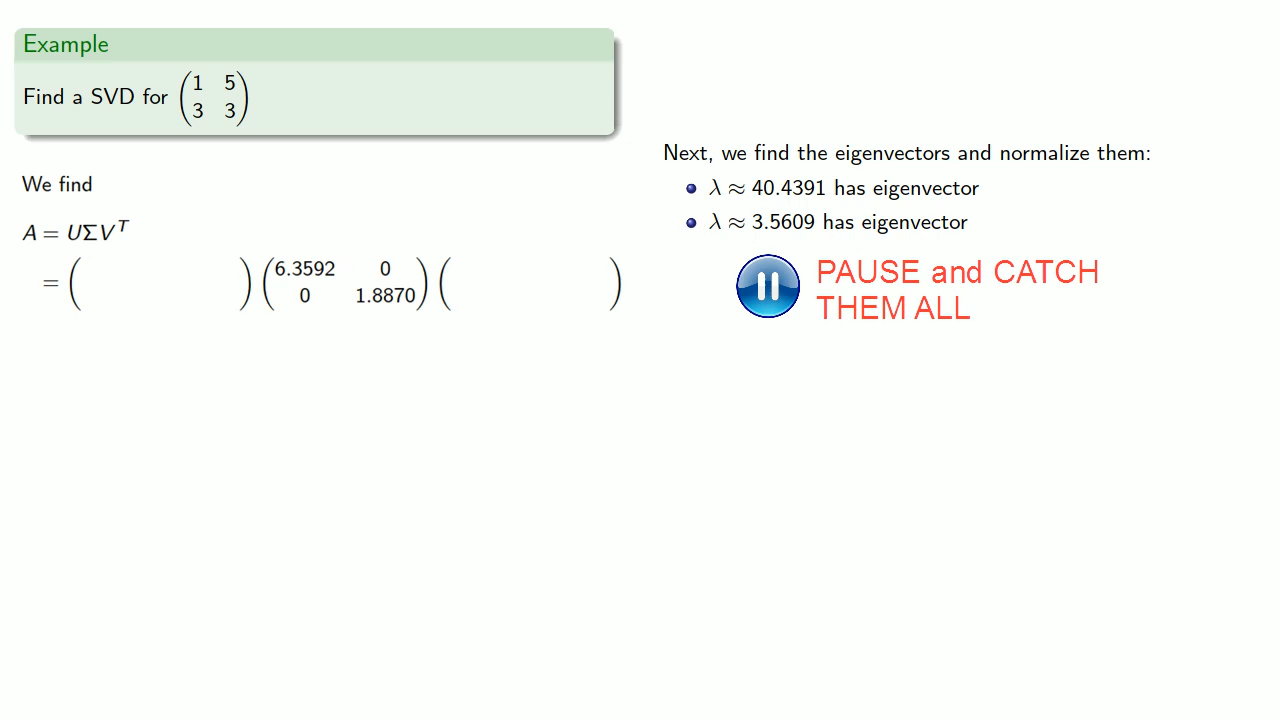 Example
Find a SVD for (1 5
3 3)
We find
A = UΣV^T
= ( ) (6.3592 0
0 1.8870) ( )
Next, we find the eigenvectors and normalize them:
λ ≈ 40.4391 has eigenvector
λ ≈ 3.5609 has eigenvector
PAUSE and CATCH
THEM ALL